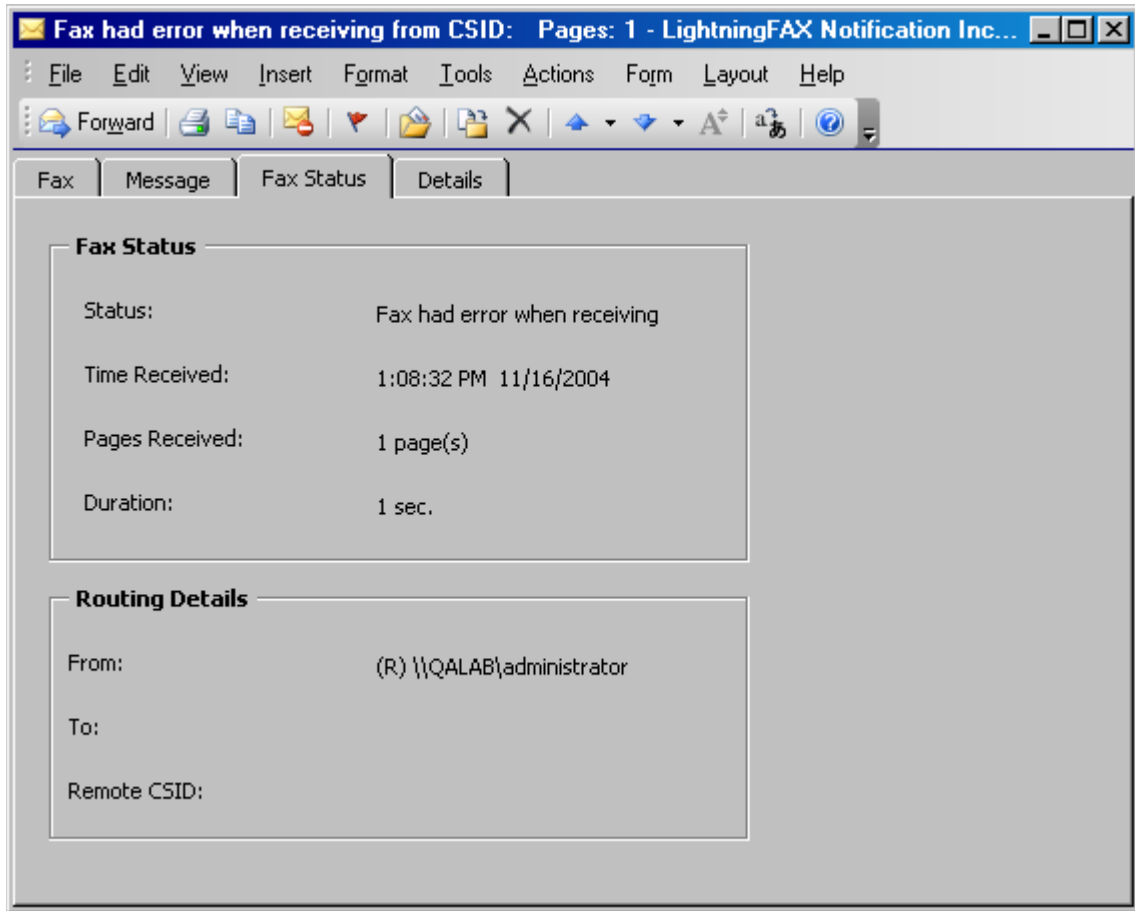 Fax had error when receiving from CSID:   Pages: 1 - LightningFAX Notification Inc...
File Edit View Insert Format Tools Actions Form Layout Help
Forward
Fax Message Fax Status Details
Fax Status
Status: Fax had error when receiving
Time Received: 1:08:32 PM  11/16/2004
Pages Received: 1 page(s)
Duration: 1 sec.
Routing Details
From: (R) \\QALAB\administrator
To:
Remote CSID: